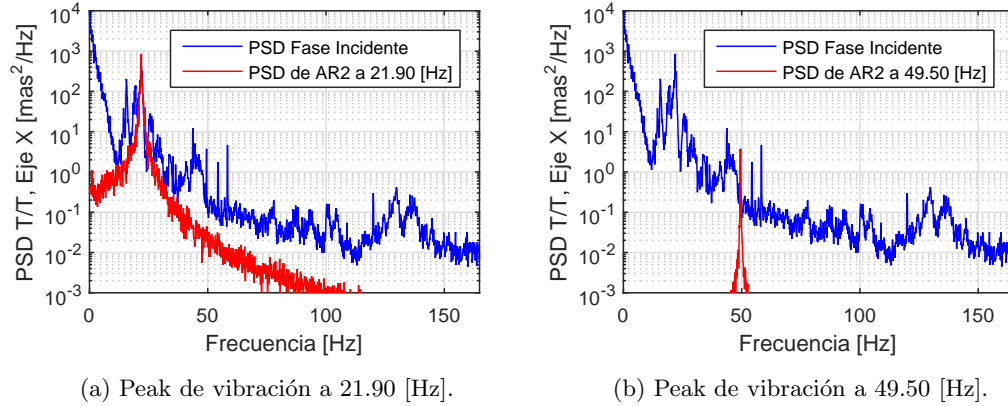 10^4
10^3
10^2
10^1
10^0
10^-1
10^-2
10^-3
PSD T/T, Eje X [mas^2/Hz]
PSD Fase Incidente
PSD de AR2 a 21.90 [Hz]
0 50 100 150
Frecuencia [Hz]
(a) Peak de vibración a 21.90 [Hz].
10^4
10^3
10^2
10^1
10^0
10^-1
10^-2
10^-3
PSD T/T, Eje X [mas^2/Hz]
PSD Fase Incidente
PSD de AR2 a 49.50 [Hz]
0 50 100 150
Frecuencia [Hz]
(b) Peak de vibración a 49.50 [Hz].